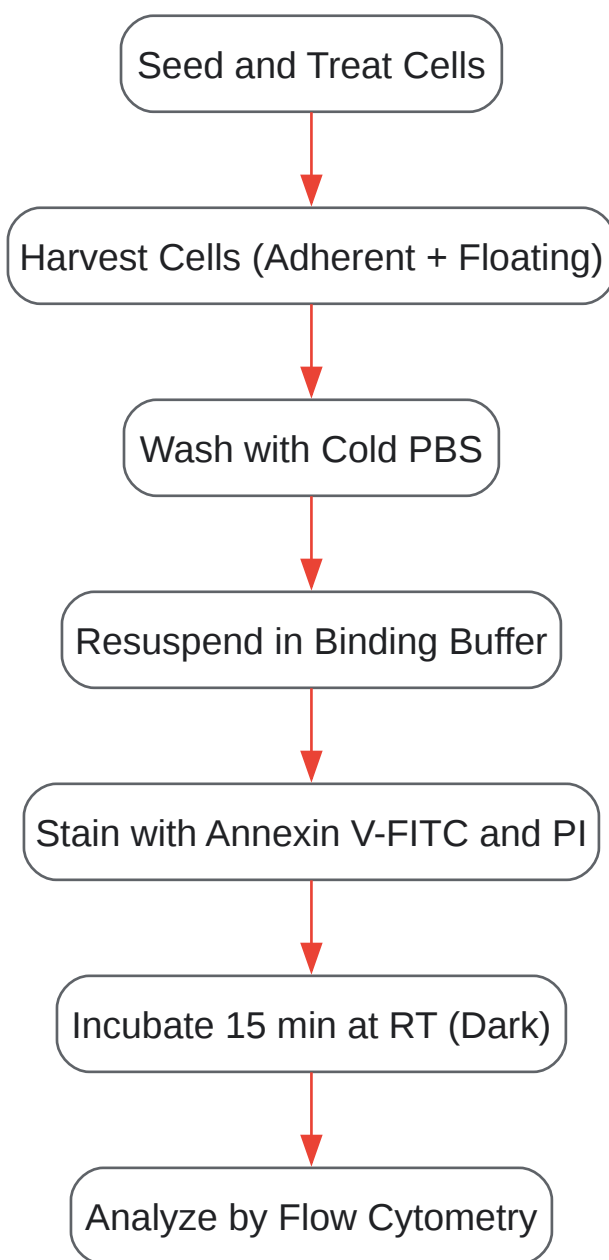 Seed and Treat Cells
Harvest Cells (Adherent + Floating)
Wash with Cold PBS
Resuspend in Binding Buffer
Stain with Annexin V-FITC and PI
Incubate 15 min at RT (Dark)
Analyze by Flow Cytometry